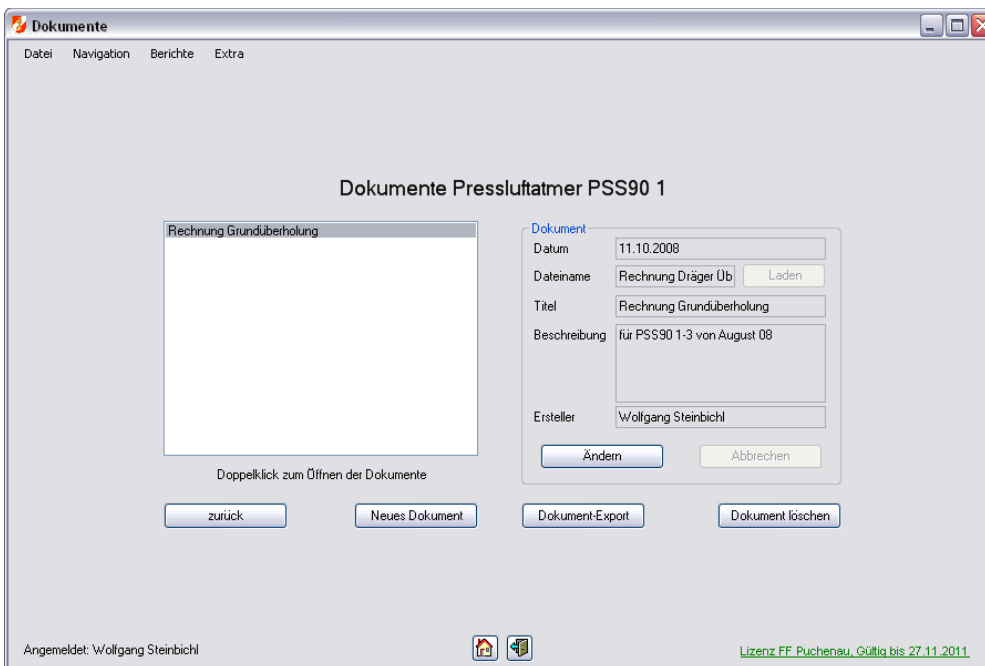 Dokumente
Datei Navigation Berichte Extra
Dokumente Pressluftatmer PSS90 1
Rechnung Grundüberholung
Doppelklick zum Öffnen der Dokumente
Dokument
Datum 11.10.2008
Dateiname Rechnung Dräger Üb Laden
Titel Rechnung Grundüberholung
Beschreibung für PSS90 1-3 von August 08
Ersteller Wolfgang Steinbichl
Ändern Abbrechen
zurück Neues Dokument Dokument-Export Dokument löschen
Angemeldet: Wolfgang Steinbichl
Lizenz FF Puchenau, Gültig bis 27.11.2011